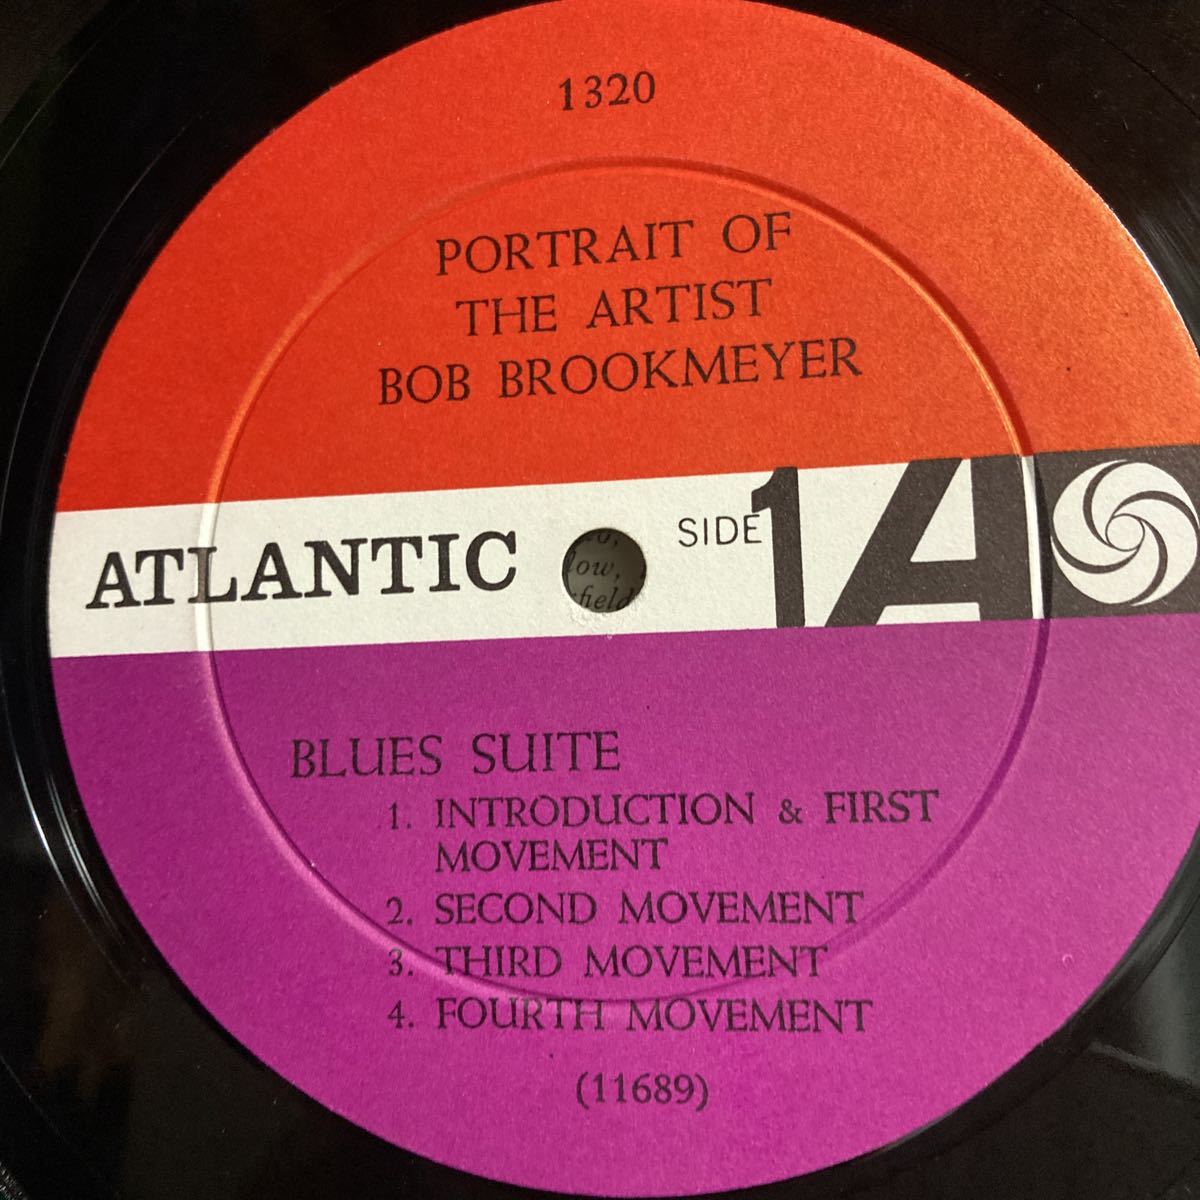 1320
PORTRAIT OF
THE ARTIST
BOB BROOKMEYER
ATLANTIC
SIDE 1
A
low,
BLUES SUITE
1. INTRODUCTION & FIRST
MOVEMENT
2. SECOND MOVEMENT
3. THIRD MOVEMENT
4. FOURTH MOVEMENT
(11689)